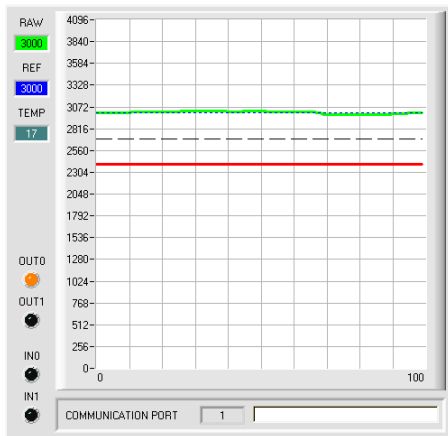 RAW
3000
REF
3000
TEMP
17
OUT0
OUT1
IN0
IN1
4096
3840
3584
3328
3072
2816
2560
2304
2048
1792
1536
1280
1024
768
512
256
0
0 100
COMMUNICATION PORT 1